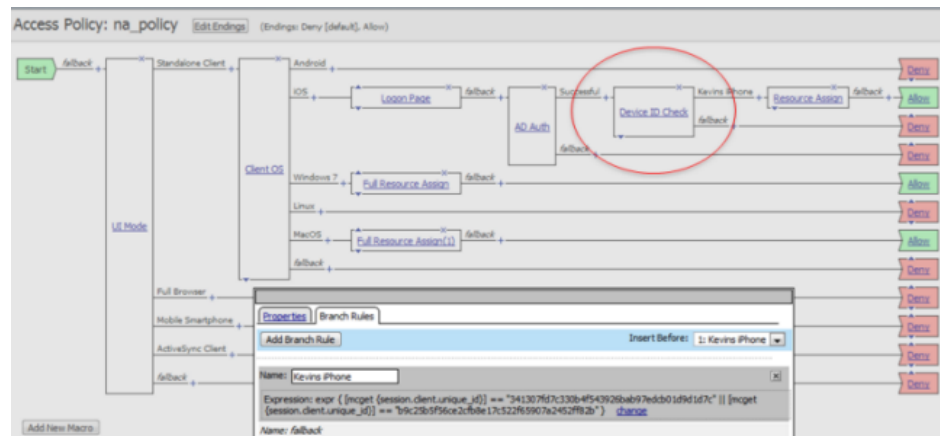 Access Policy: na_policy Edit Endings (Endings: Deny [default], Allow)
Start fallback + Standalone Client + Android + Deny
iOS + Logon Page fallback + Successful + Device ID Check Kevins iPhone + Resource Assign fallback + Allow
AD Auth fallback + Deny
fallback + Deny
Client OS
Windows 7 + Full Resource Assign fallback + Allow
Linux + Deny
UI Mode
MacOS + Full Resource Assign(1) fallback + Allow
fallback + Deny
Full Browser + Deny
Properties Branch Rules
Mobile Smartphone + Deny
Add Branch Rule Insert Before: 1: Kevins iPhone
ActiveSync Client + Deny
Name: Kevins iPhone x
fallback + Deny
Expression: expr { [mcget {session.client.unique_id}] == "341307fd7c330b4f543926bab97edcb01d9d1d7c" || [mcget
{session.client.unique_id}] == "b9c25b5f56ce2cfb8e17c522f65907a2452ff82b" } change
Add New Macro Name: fallback